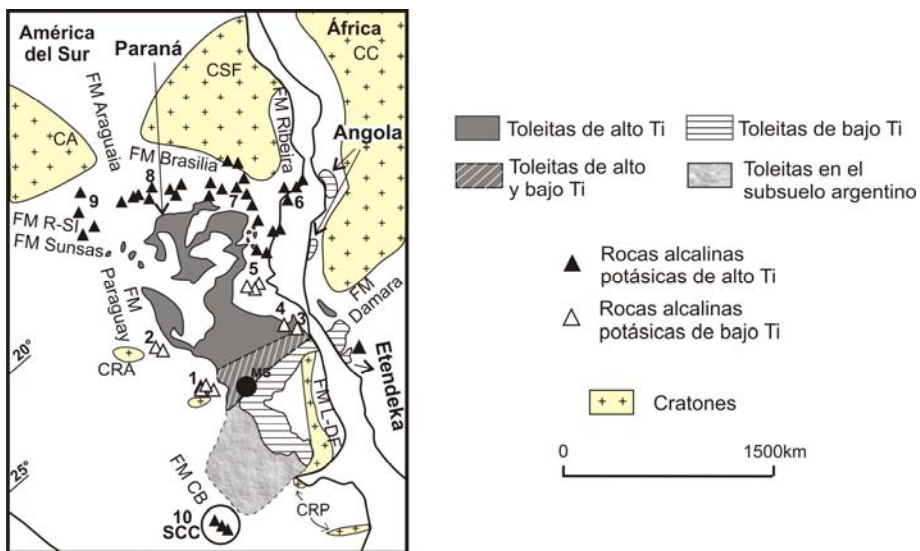 América
del Sur
África
CC
Paraná
CSF
FM Araguaia
FM Ribeira
CA
Angola
FM Brasilia
8
9
7
6
FM R-SI
FM Sunsas
5
FM Paraguay
FM Damara
4
3
2
CRA
20°
MS
1
Etendeka
FM L-DF
25°
FM CB
CRP
10
SCC
Toleitas de alto Ti
Toleitas de bajo Ti
Toleitas de alto
y bajo Ti
Toleitas en el
subsuelo argentino
Rocas alcalinas
potásicas de alto Ti
Rocas alcalinas
potásicas de bajo Ti
Cratones
0
1500km